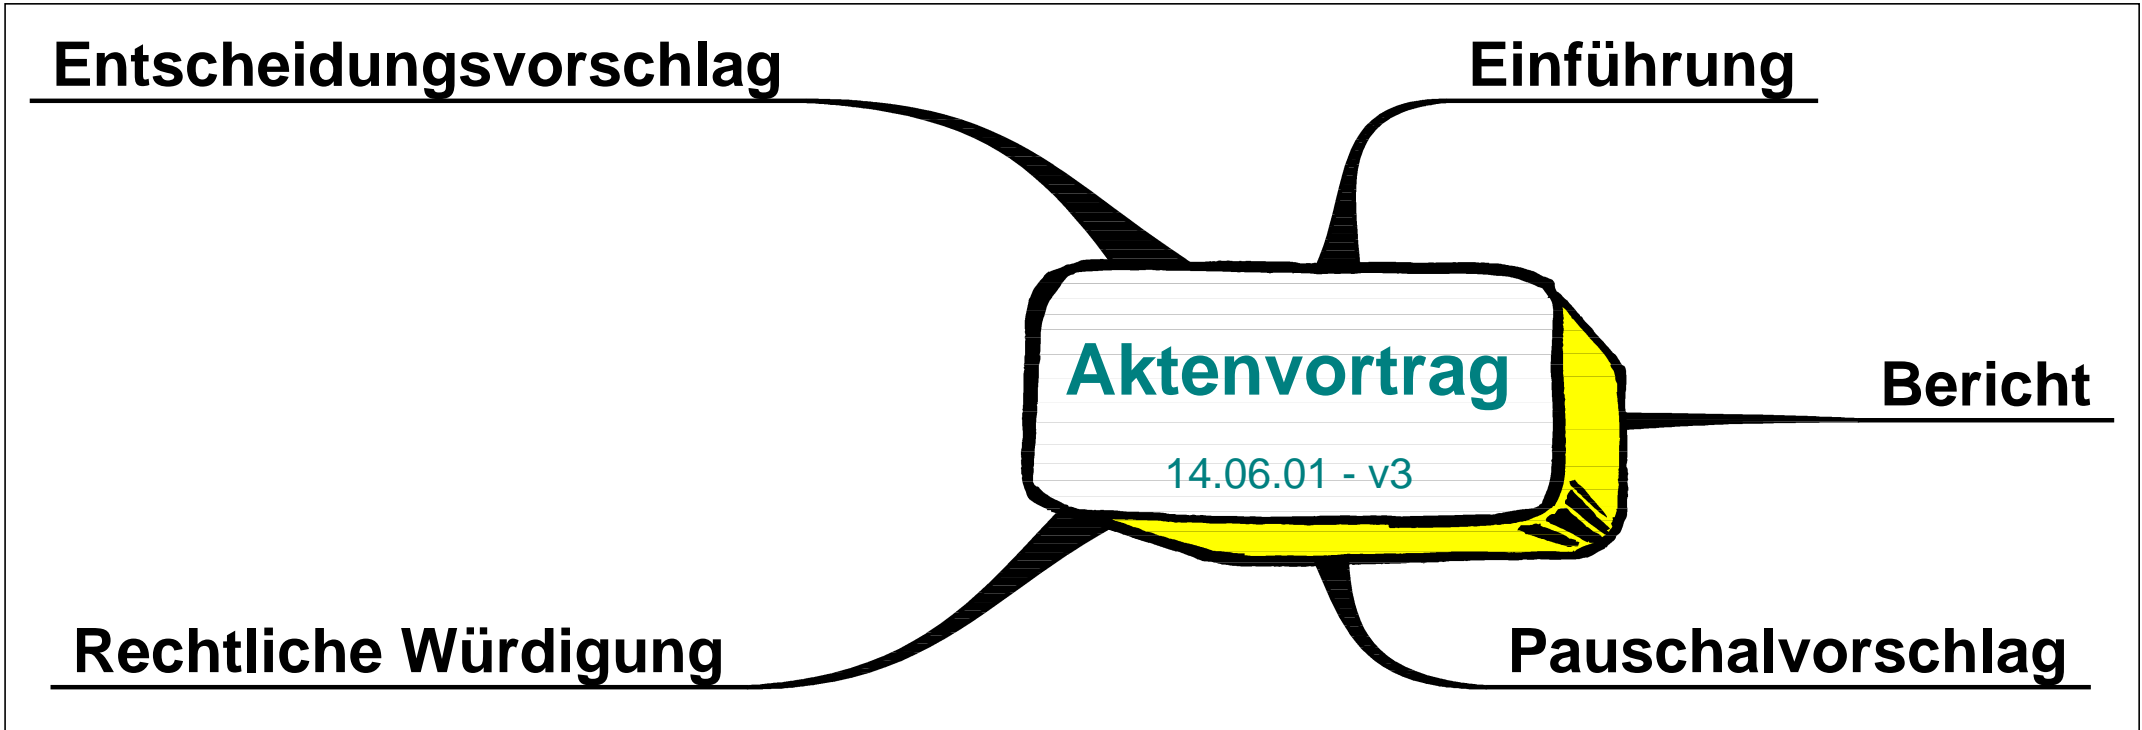 Entscheidungsvorschlag
Einführung
Aktenvortrag
14.06.01 - v3
Bericht
Rechtliche Würdigung
Pauschalvorschlag